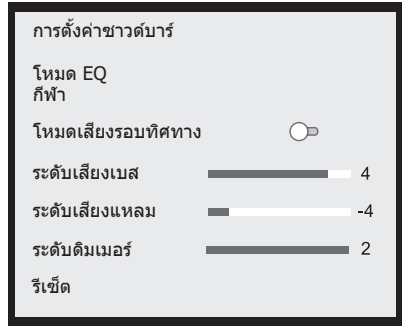 การตั้งค่าซาวด์บาร์
โหมด EQ
กีฬา
โหมดเสียงรอบทิศทาง
ระดับเสียงเบส 4
ระดับเสียงแหลม -4
ระดับดิมเมอร์ 2
รีเซ็ต